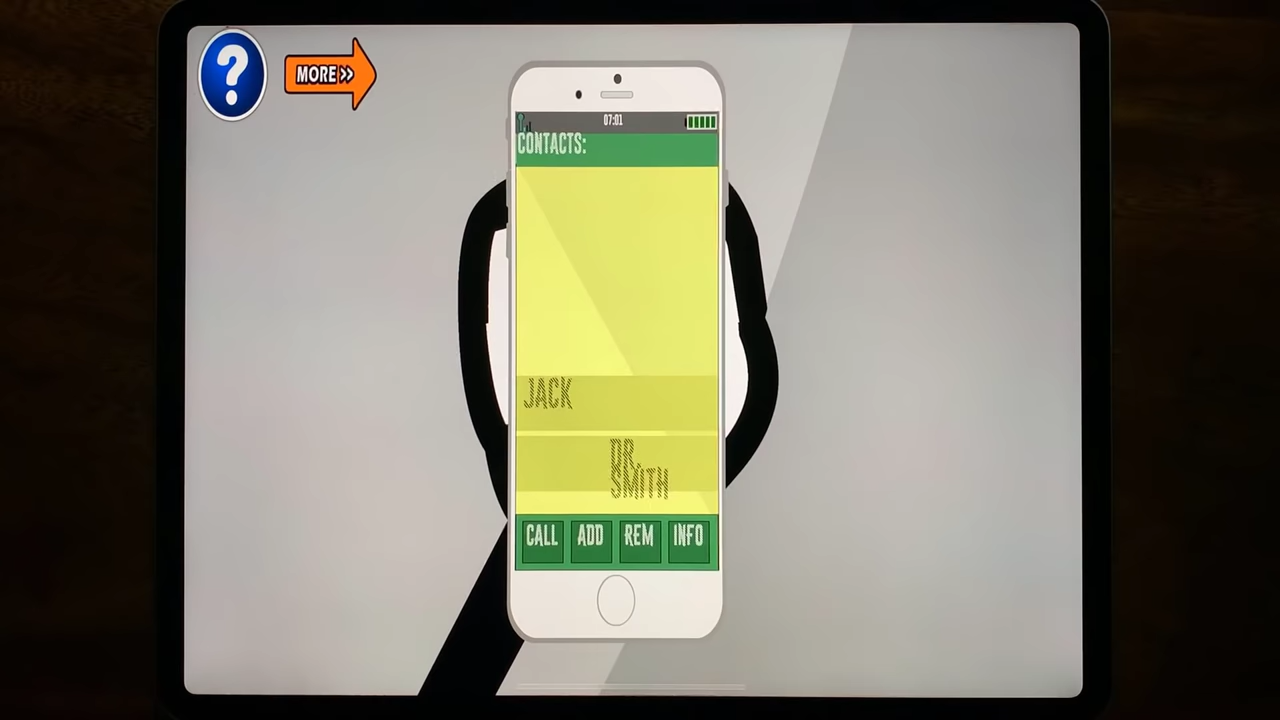 ?
MORE >>
07:01
CONTACTS:
JACK
DR.
SMITH
CALL ADD REM INFO